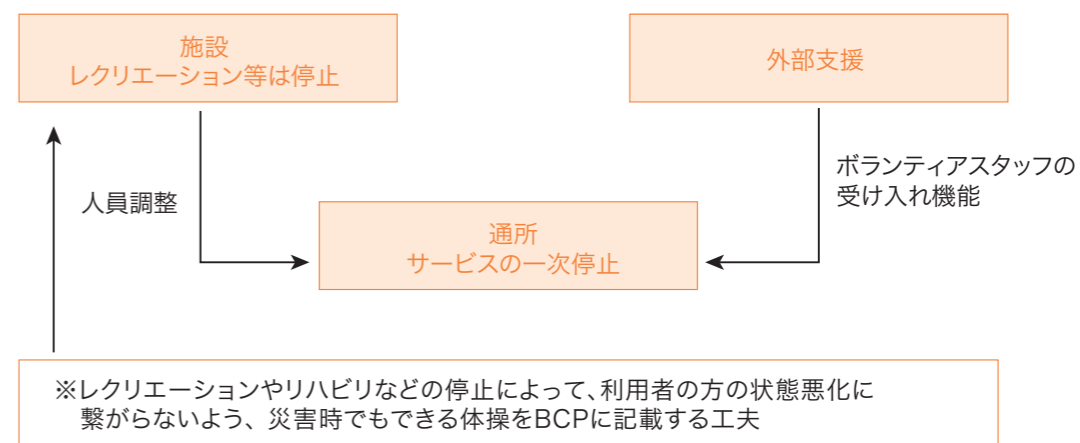 施設
レクリエーション等は停止
外部支援
人員調整
ボランティアスタッフの
受け入れ機能
通所
サービスの一次停止
※レクリエーションやリハビリなどの停止によって、利用者の方の状態悪化に
繋がらないよう、災害時でもできる体操をBCPに記載する工夫